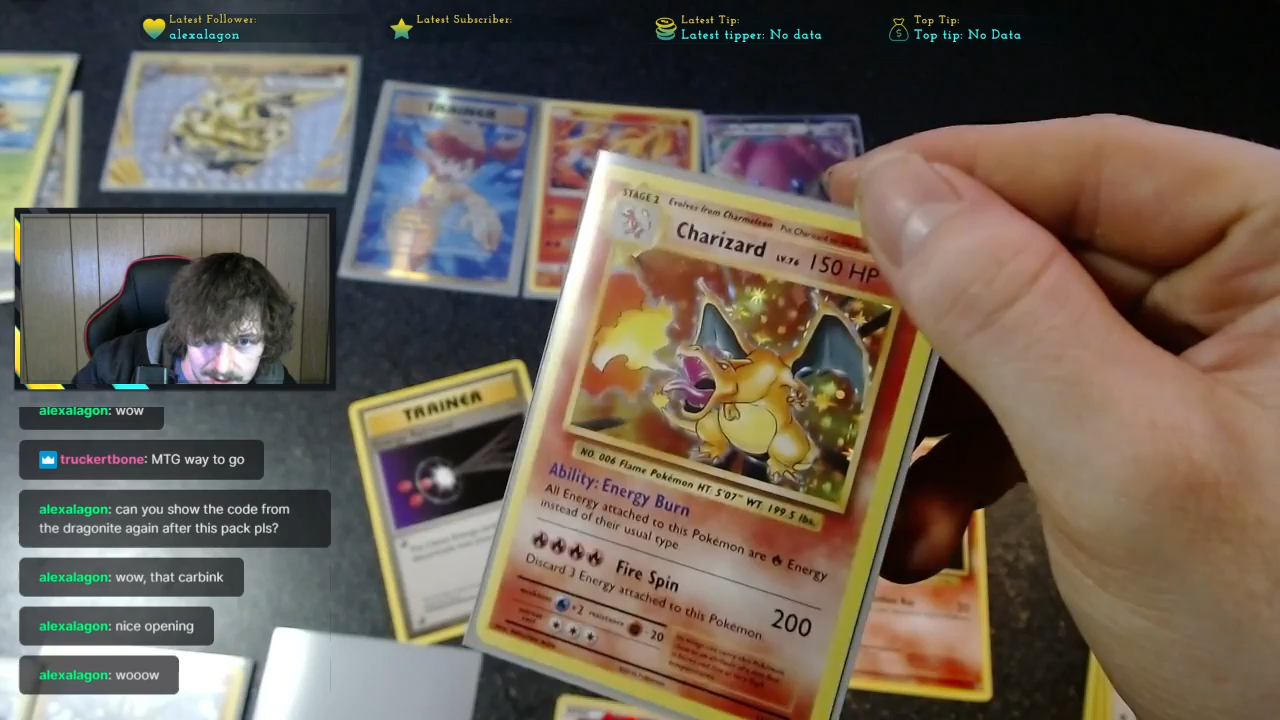 Latest Follower:
alexalagon
Latest Subscriber:
Latest Tip:
Latest tipper: No data
Top Tip:
Top tip: No Data
TRAINER
STAGE 2 Evolves from Charmeleon
Charizard LV.76 150 HP
NO. 006 Flame Pokémon HT: 5'07" WT: 199.5 lbs.
Ability: Energy Burn
All Energy attached to this Pokémon are Energy
instead of their usual type
Fire Spin 200
Discard 3 Energy attached to this Pokémon
weakness +2 resistance -20
retreat cost
TRAINER
alexalagon: wow
truckertbone: MTG way to go
alexalagon: can you show the code from
the dragonite again after this pack pls?
alexalagon: wow, that carbink
alexalagon: nice opening
alexalagon: wooow